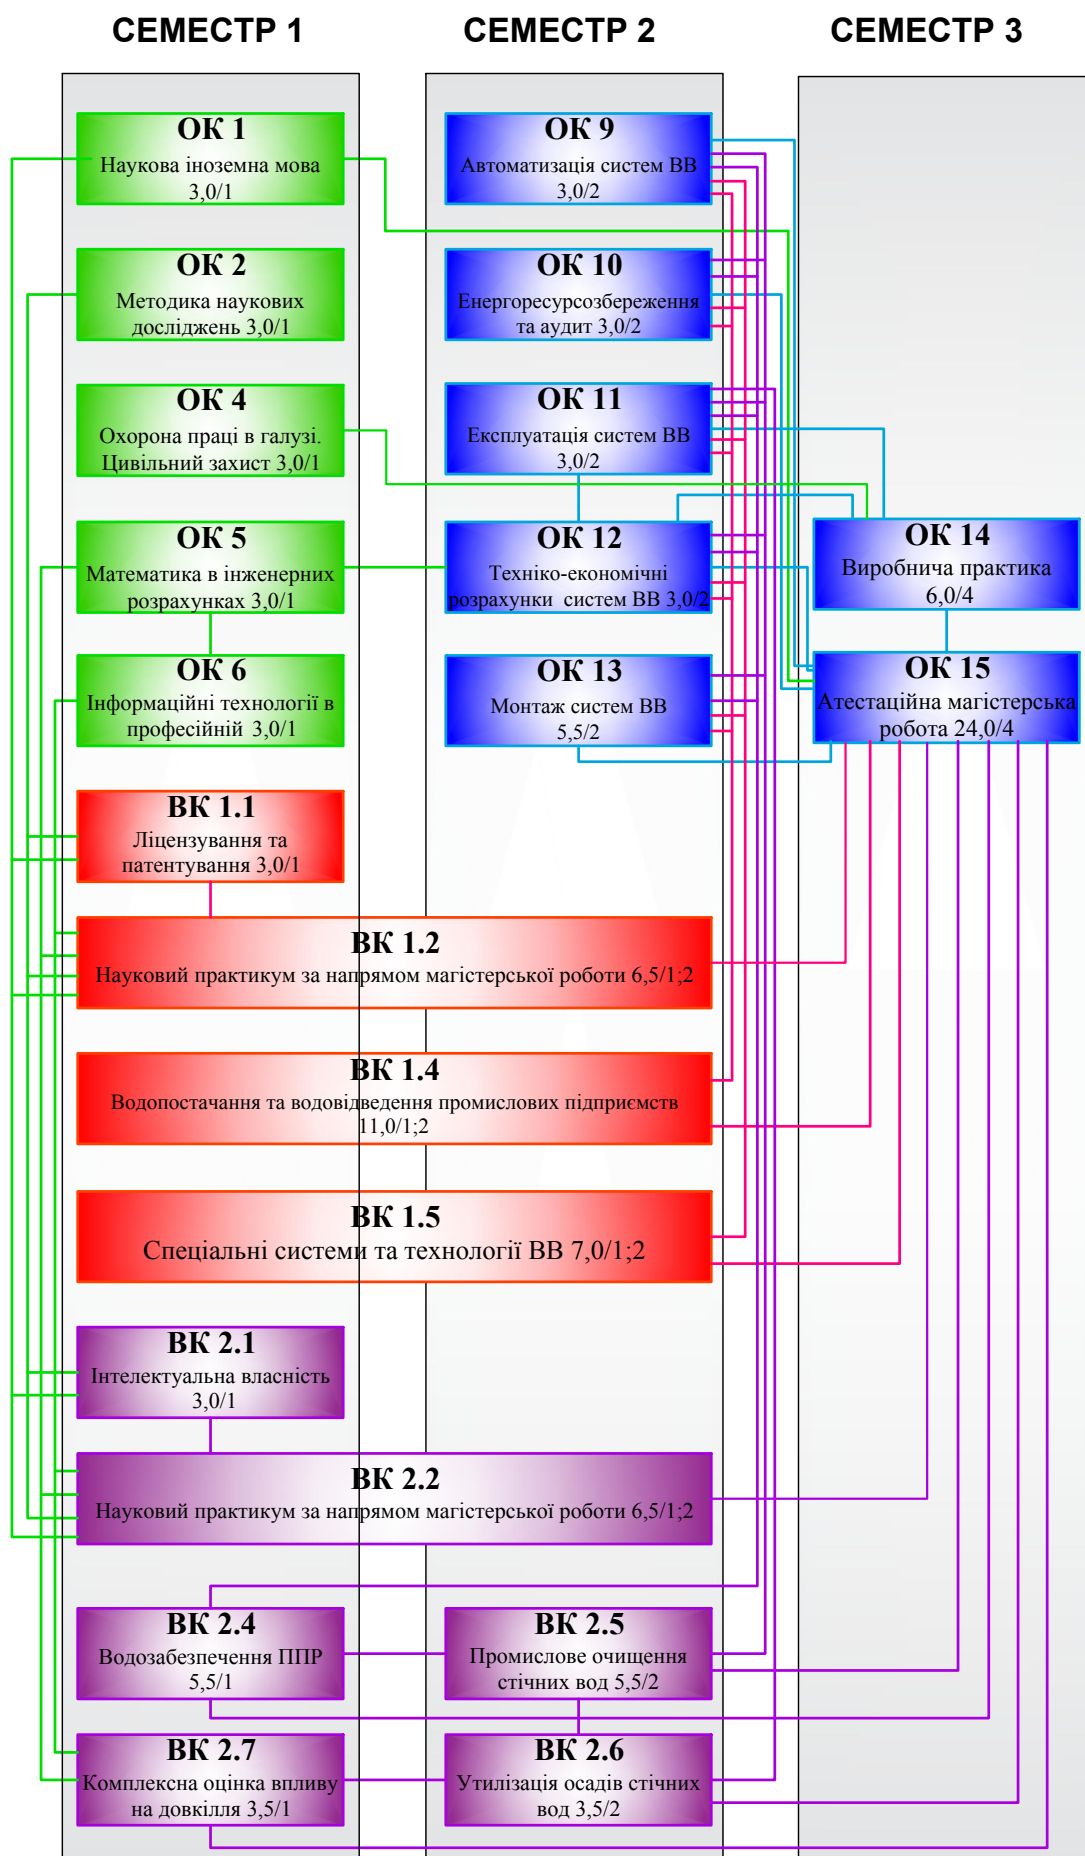 СЕМЕСТР 1
СЕМЕСТР 2
СЕМЕСТР 3
ОК 1
Наукова іноземна мова
3,0/1
ОК 9
Автоматизація систем ВВ
3,0/2
ОК 2
Методика наукових
досліджень 3,0/1
ОК 10
Енергоресурсозбереження
та аудит 3,0/2
ОК 4
Охорона праці в галузі.
Цивільний захист 3,0/1
ОК 11
Експлуатація систем ВВ
3,0/2
ОК 5
Математика в інженерних
розрахунках 3,0/1
ОК 12
Техніко-економічні
розрахунки систем ВВ 3,0/2
ОК 14
Виробнича практика
6,0/4
ОК 6
Інформаційні технології в
професійній 3,0/1
ОК 13
Монтаж систем ВВ
5,5/2
ОК 15
Атестаційна магістерська
робота 24,0/4
ВК 1.1
Ліцензування та
патентування 3,0/1
ВК 1.2
Науковий практикум за напрямом магістерської роботи 6,5/1;2
ВК 1.4
Водопостачання та водовідведення промислових підприємств
11,0/1;2
ВК 1.5
Спеціальні системи та технології ВВ 7,0/1;2
ВК 2.1
Інтелектуальна власність
3,0/1
ВК 2.2
Науковий практикум за напрямом магістерської роботи 6,5/1;2
ВК 2.4
Водозабезпечення ППР
5,5/1
ВК 2.5
Промислове очищення
стічних вод 5,5/2
ВК 2.7
Комплексна оцінка впливу
на довкілля 3,5/1
ВК 2.6
Утилізація осадів стічних
вод 3,5/2